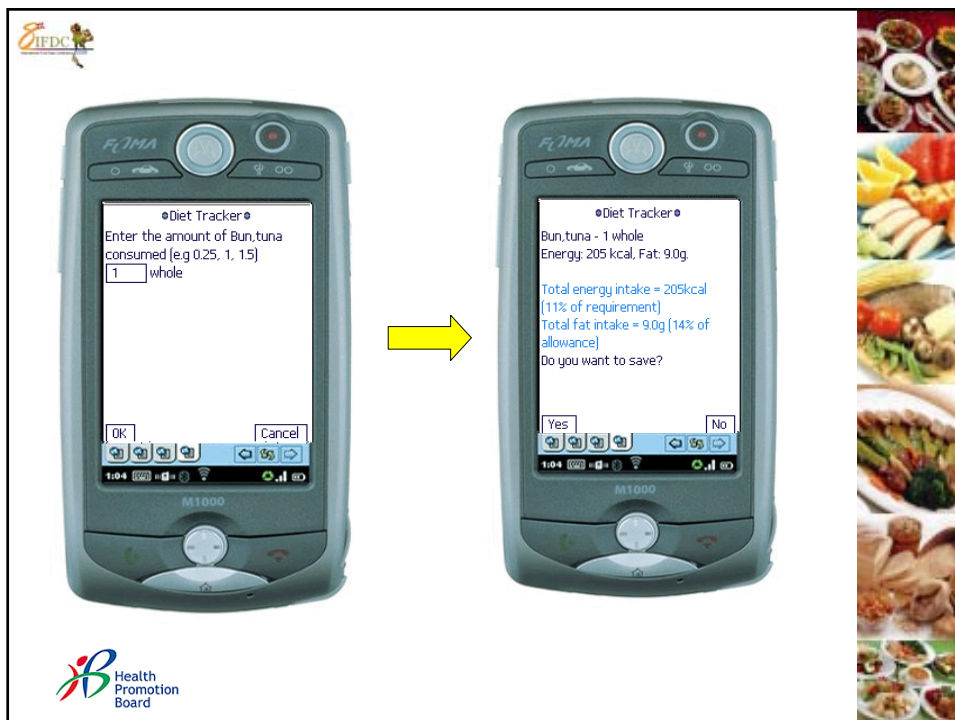 8th IFDC
FOMA
Diet Tracker
Enter the amount of Bun,tuna
consumed (e.g 0.25, 1, 1.5)
1 whole
OK Cancel
1:04
M1000
FOMA
Diet Tracker
Bun,tuna - 1 whole
Energy: 205 kcal, Fat: 9.0g.
Total energy intake = 205kcal
(11% of requirement)
Total fat intake = 9.0g (14% of
allowance)
Do you want to save?
Yes No
1:04
M1000
Health
Promotion
Board